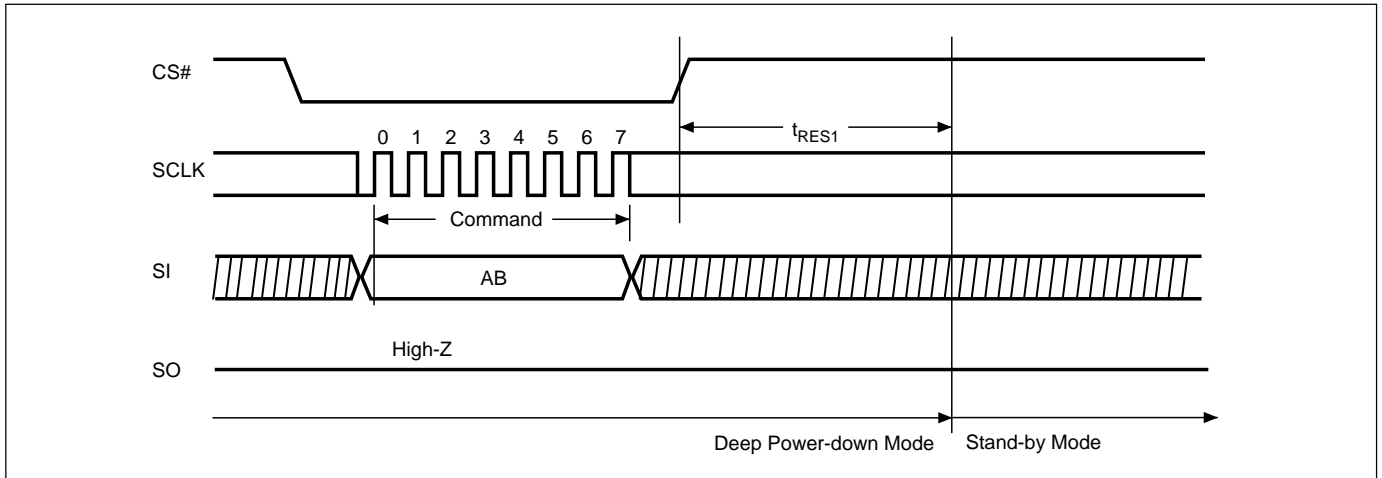 CS#
t_RES1
0 1 2 3 4 5 6 7
SCLK
Command
SI
AB
High-Z
SO
Deep Power-down Mode
Stand-by Mode